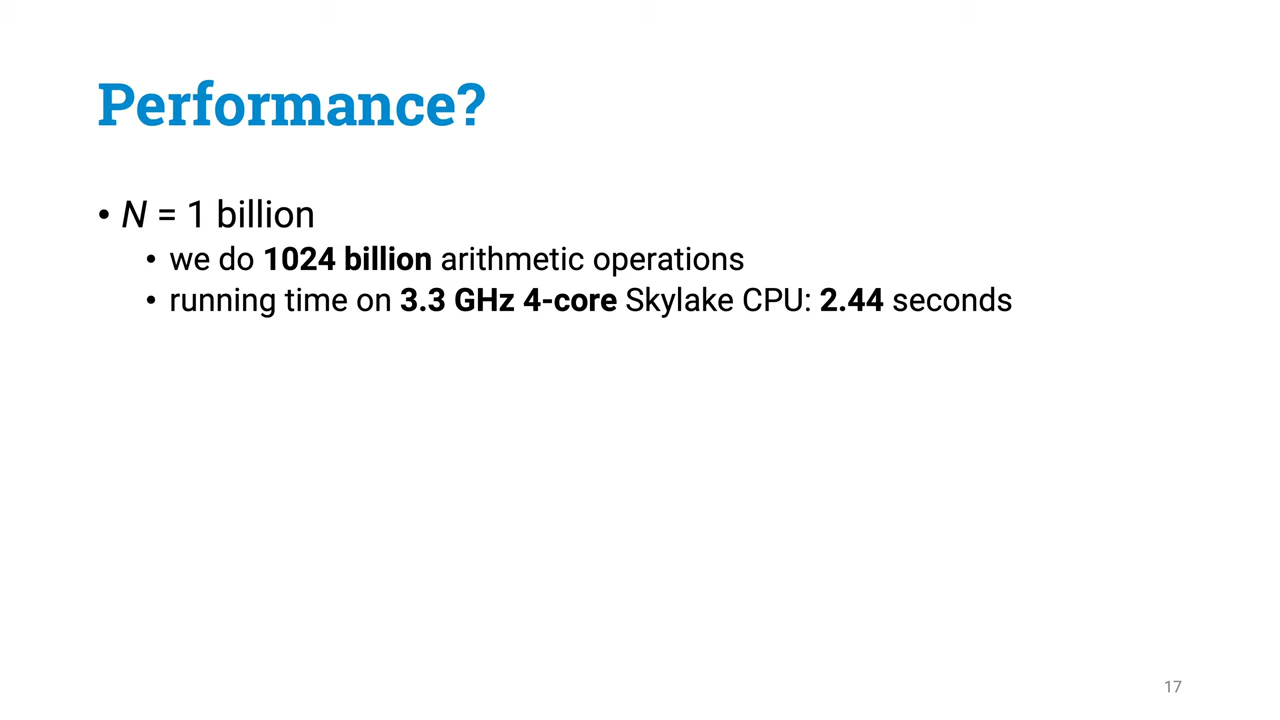 Performance?
• N = 1 billion
• we do 1024 billion arithmetic operations
• running time on 3.3 GHz 4-core Skylake CPU: 2.44 seconds
17